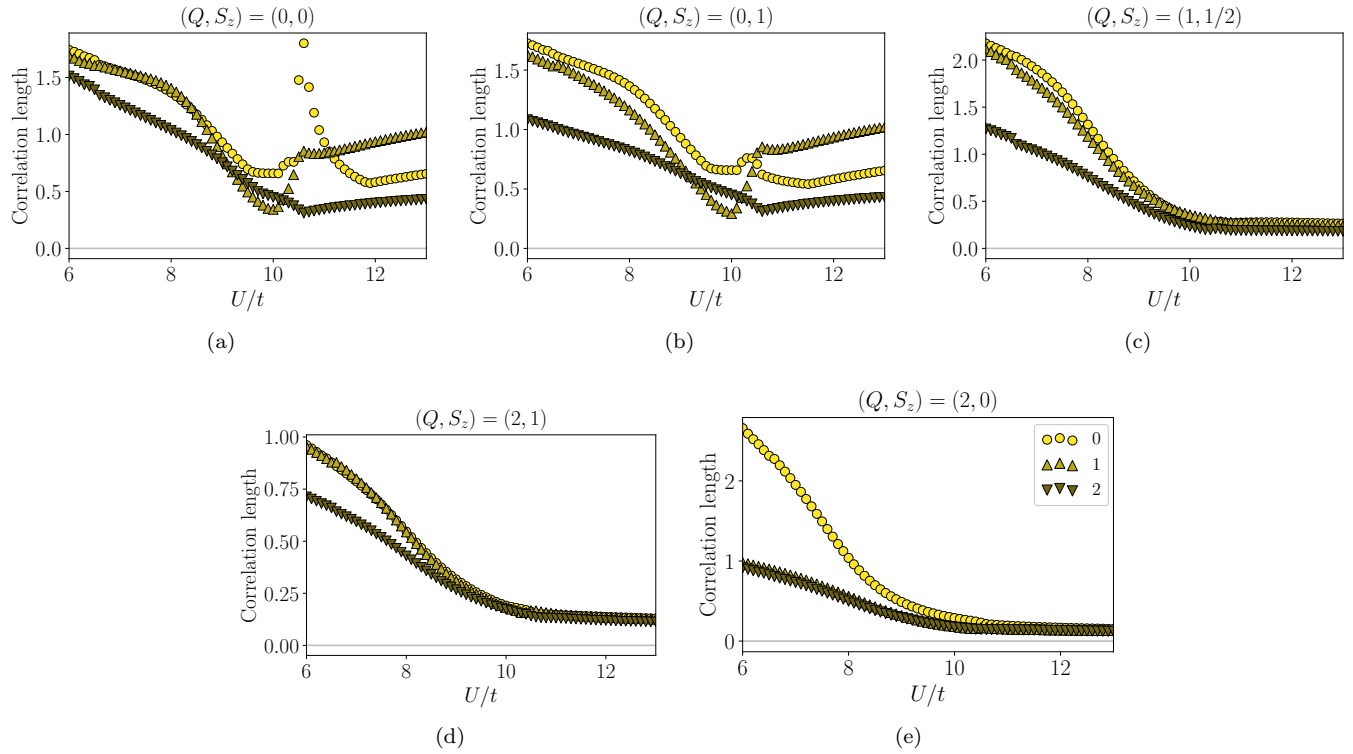 (Q, S_z) = (0, 0)
Correlation length
1.5
1.0
0.5
0.0
6
8
10
12
U/t
(a)
(Q, S_z) = (0, 1)
Correlation length
1.5
1.0
0.5
0.0
6
8
10
12
U/t
(b)
(Q, S_z) = (1, 1/2)
Correlation length
2.0
1.5
1.0
0.5
0.0
6
8
10
12
U/t
(c)
(Q, S_z) = (2, 1)
Correlation length
1.00
0.75
0.50
0.25
0.00
6
8
10
12
U/t
(d)
(Q, S_z) = (2, 0)
Correlation length
2
1
0
6
8
10
12
U/t
0
1
2
(e)